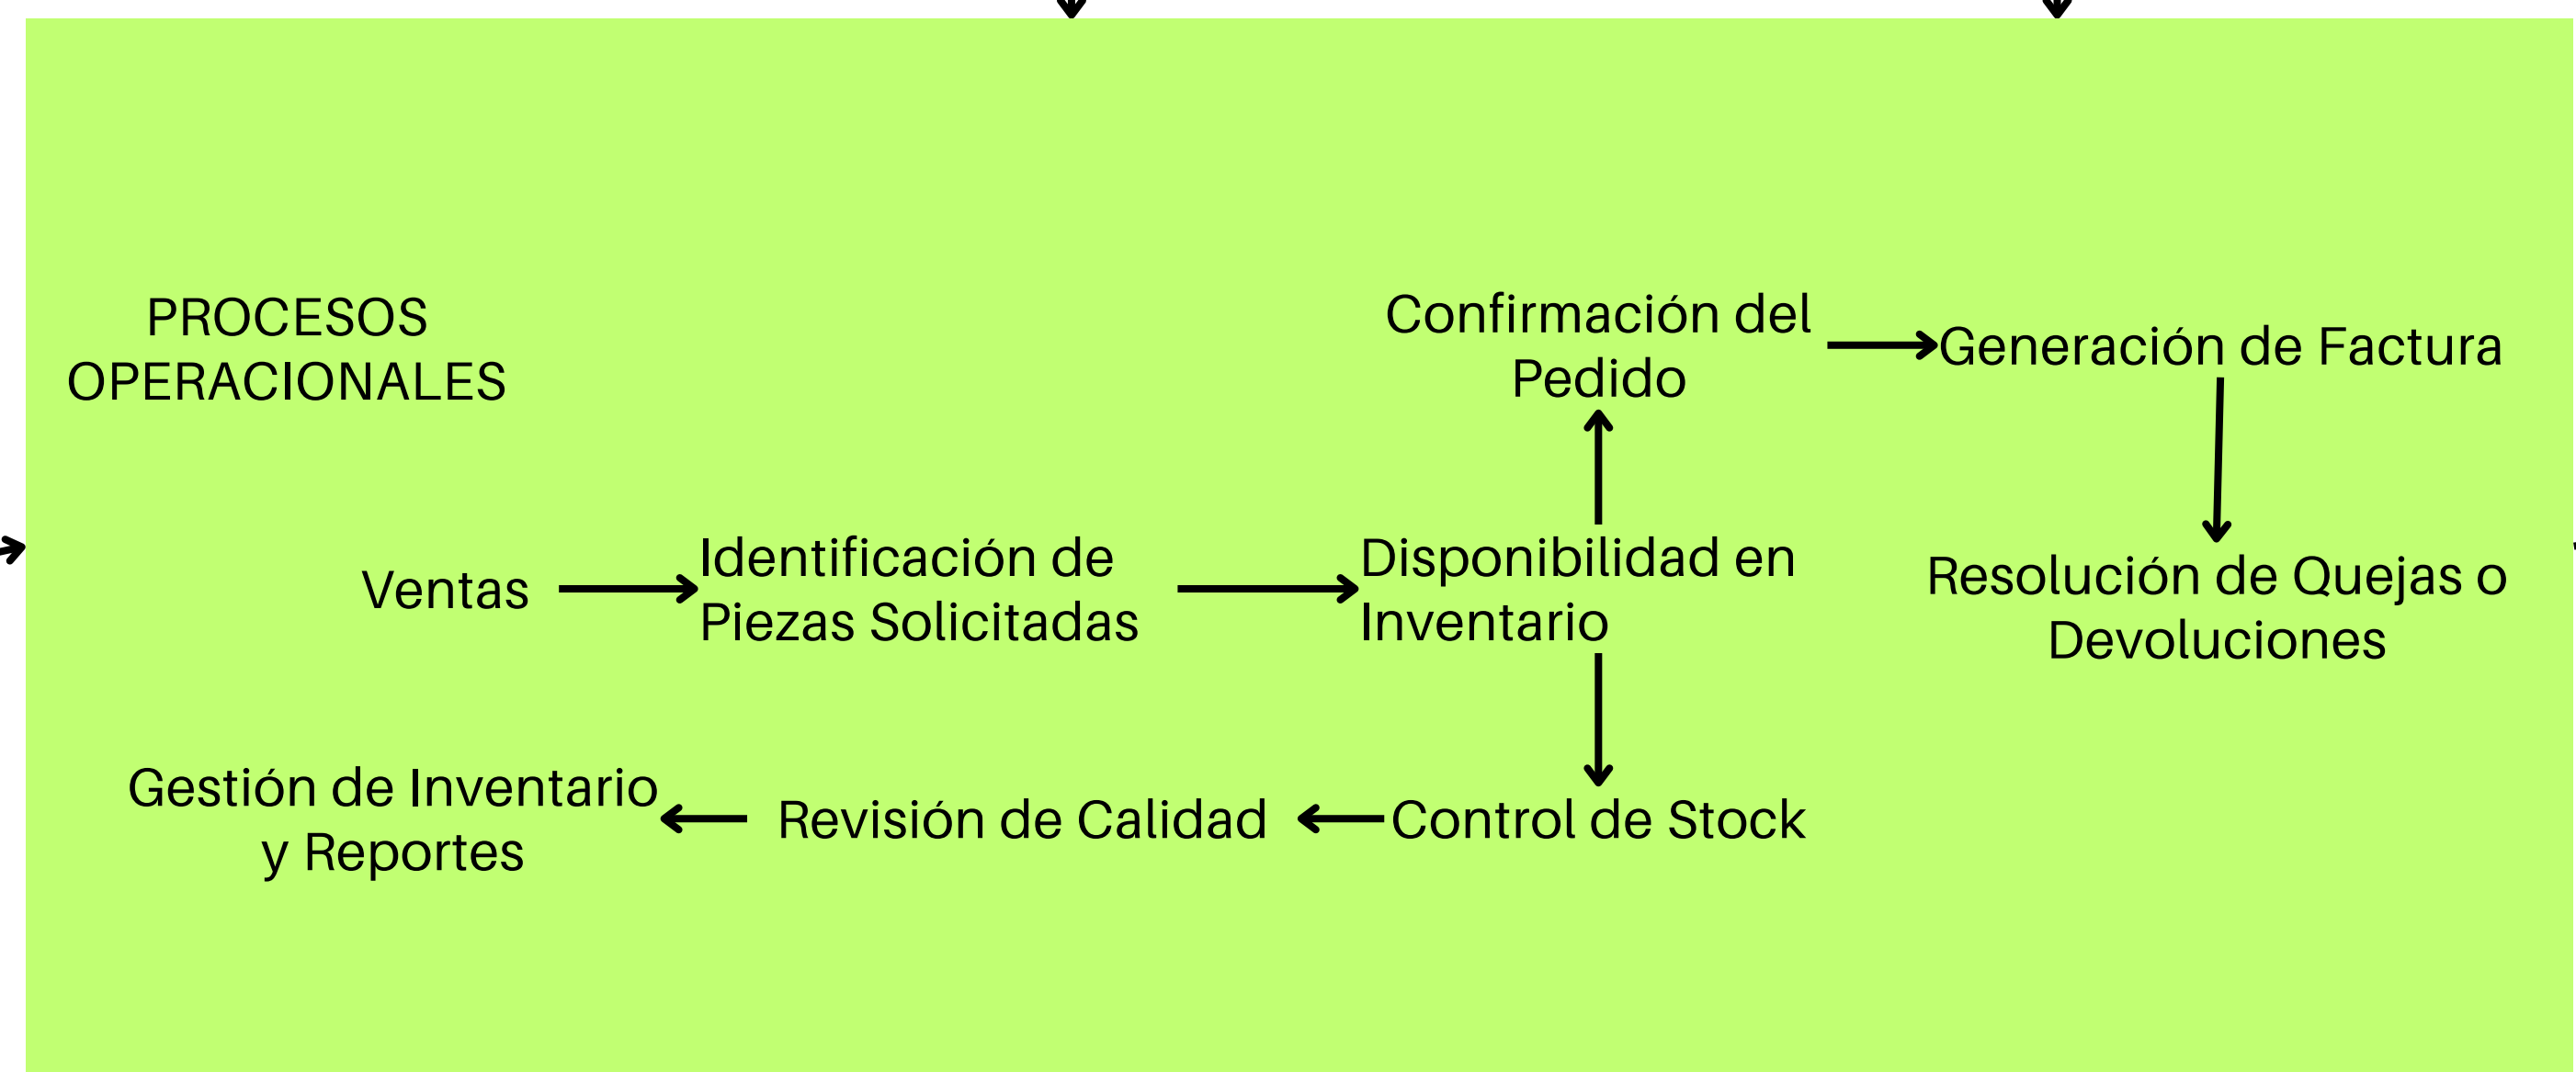 PROCESOS
OPERACIONALES
Confirmación del
Pedido
Generación de Factura
Ventas
Identificación de
Piezas Solicitadas
Disponibilidad en
Inventario
Resolución de Quejas o
Devoluciones
Gestión de Inventario
y Reportes
Revisión de Calidad
Control de Stock